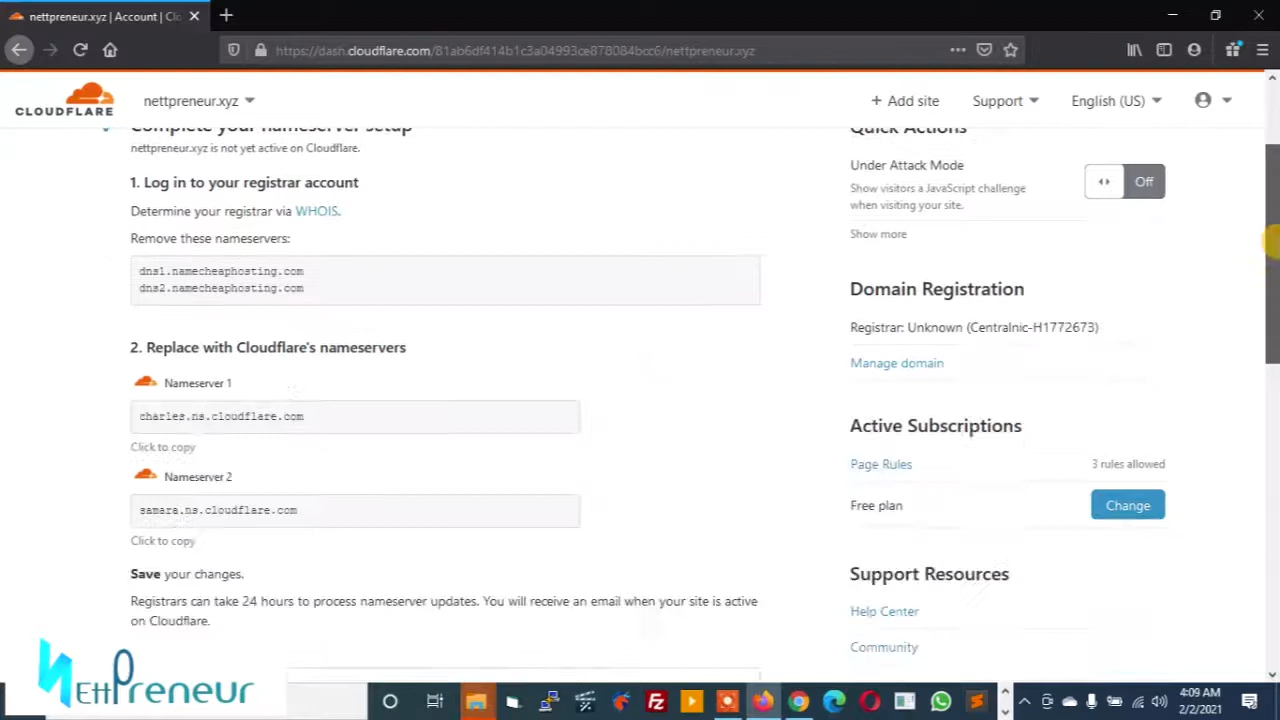 nettpreneur.xyz | Account | Clo
https://dash.cloudflare.com/81ab6df414b1c3a04993ce878084bcc6/nettpreneur.xyz
CLOUDFLARE
nettpreneur.xyz
+ Add site
Support
English (US)
Complete your nameserver setup
nettpreneur.xyz is not yet active on Cloudflare.
1. Log in to your registrar account
Determine your registrar via WHOIS.
Remove these nameservers:
dns1.namecheaphosting.com
dns2.namecheaphosting.com
2. Replace with Cloudflare's nameservers
Nameserver 1
charles.ns.cloudflare.com
Click to copy
Nameserver 2
samara.ns.cloudflare.com
Click to copy
Save your changes.
Registrars can take 24 hours to process nameserver updates. You will receive an email when your site is active
on Cloudflare.
Quick Actions
Under Attack Mode
Show visitors a JavaScript challenge
when visiting your site.
Off
Show more
Domain Registration
Registrar: Unknown (Centralnic-H1772673)
Manage domain
Active Subscriptions
Page Rules
3 rules allowed
Free plan
Change
Support Resources
Help Center
Community
NettPreneur
4:09 AM
2/2/2021